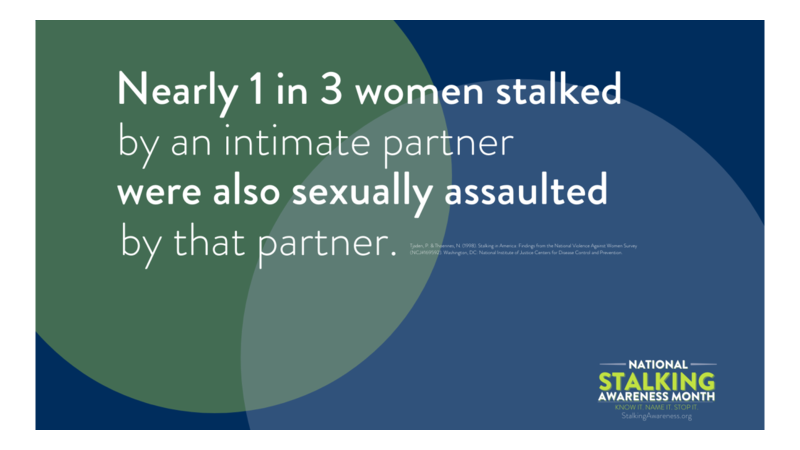 Nearly 1 in 3 women stalked
by an intimate partner
were also sexually assaulted
by that partner.
Tjaden, P. & Thoennes, N. (1998). Stalking in America: Findings from the National Violence Against Women Survey
Washington, DC: National Institute of Justice Centers for Disease Control and Prevention
NATIONAL
STALKING
AWARENESS MONTH
KNOW IT. NAME IT. STOP IT.
StalkingAwareness.org